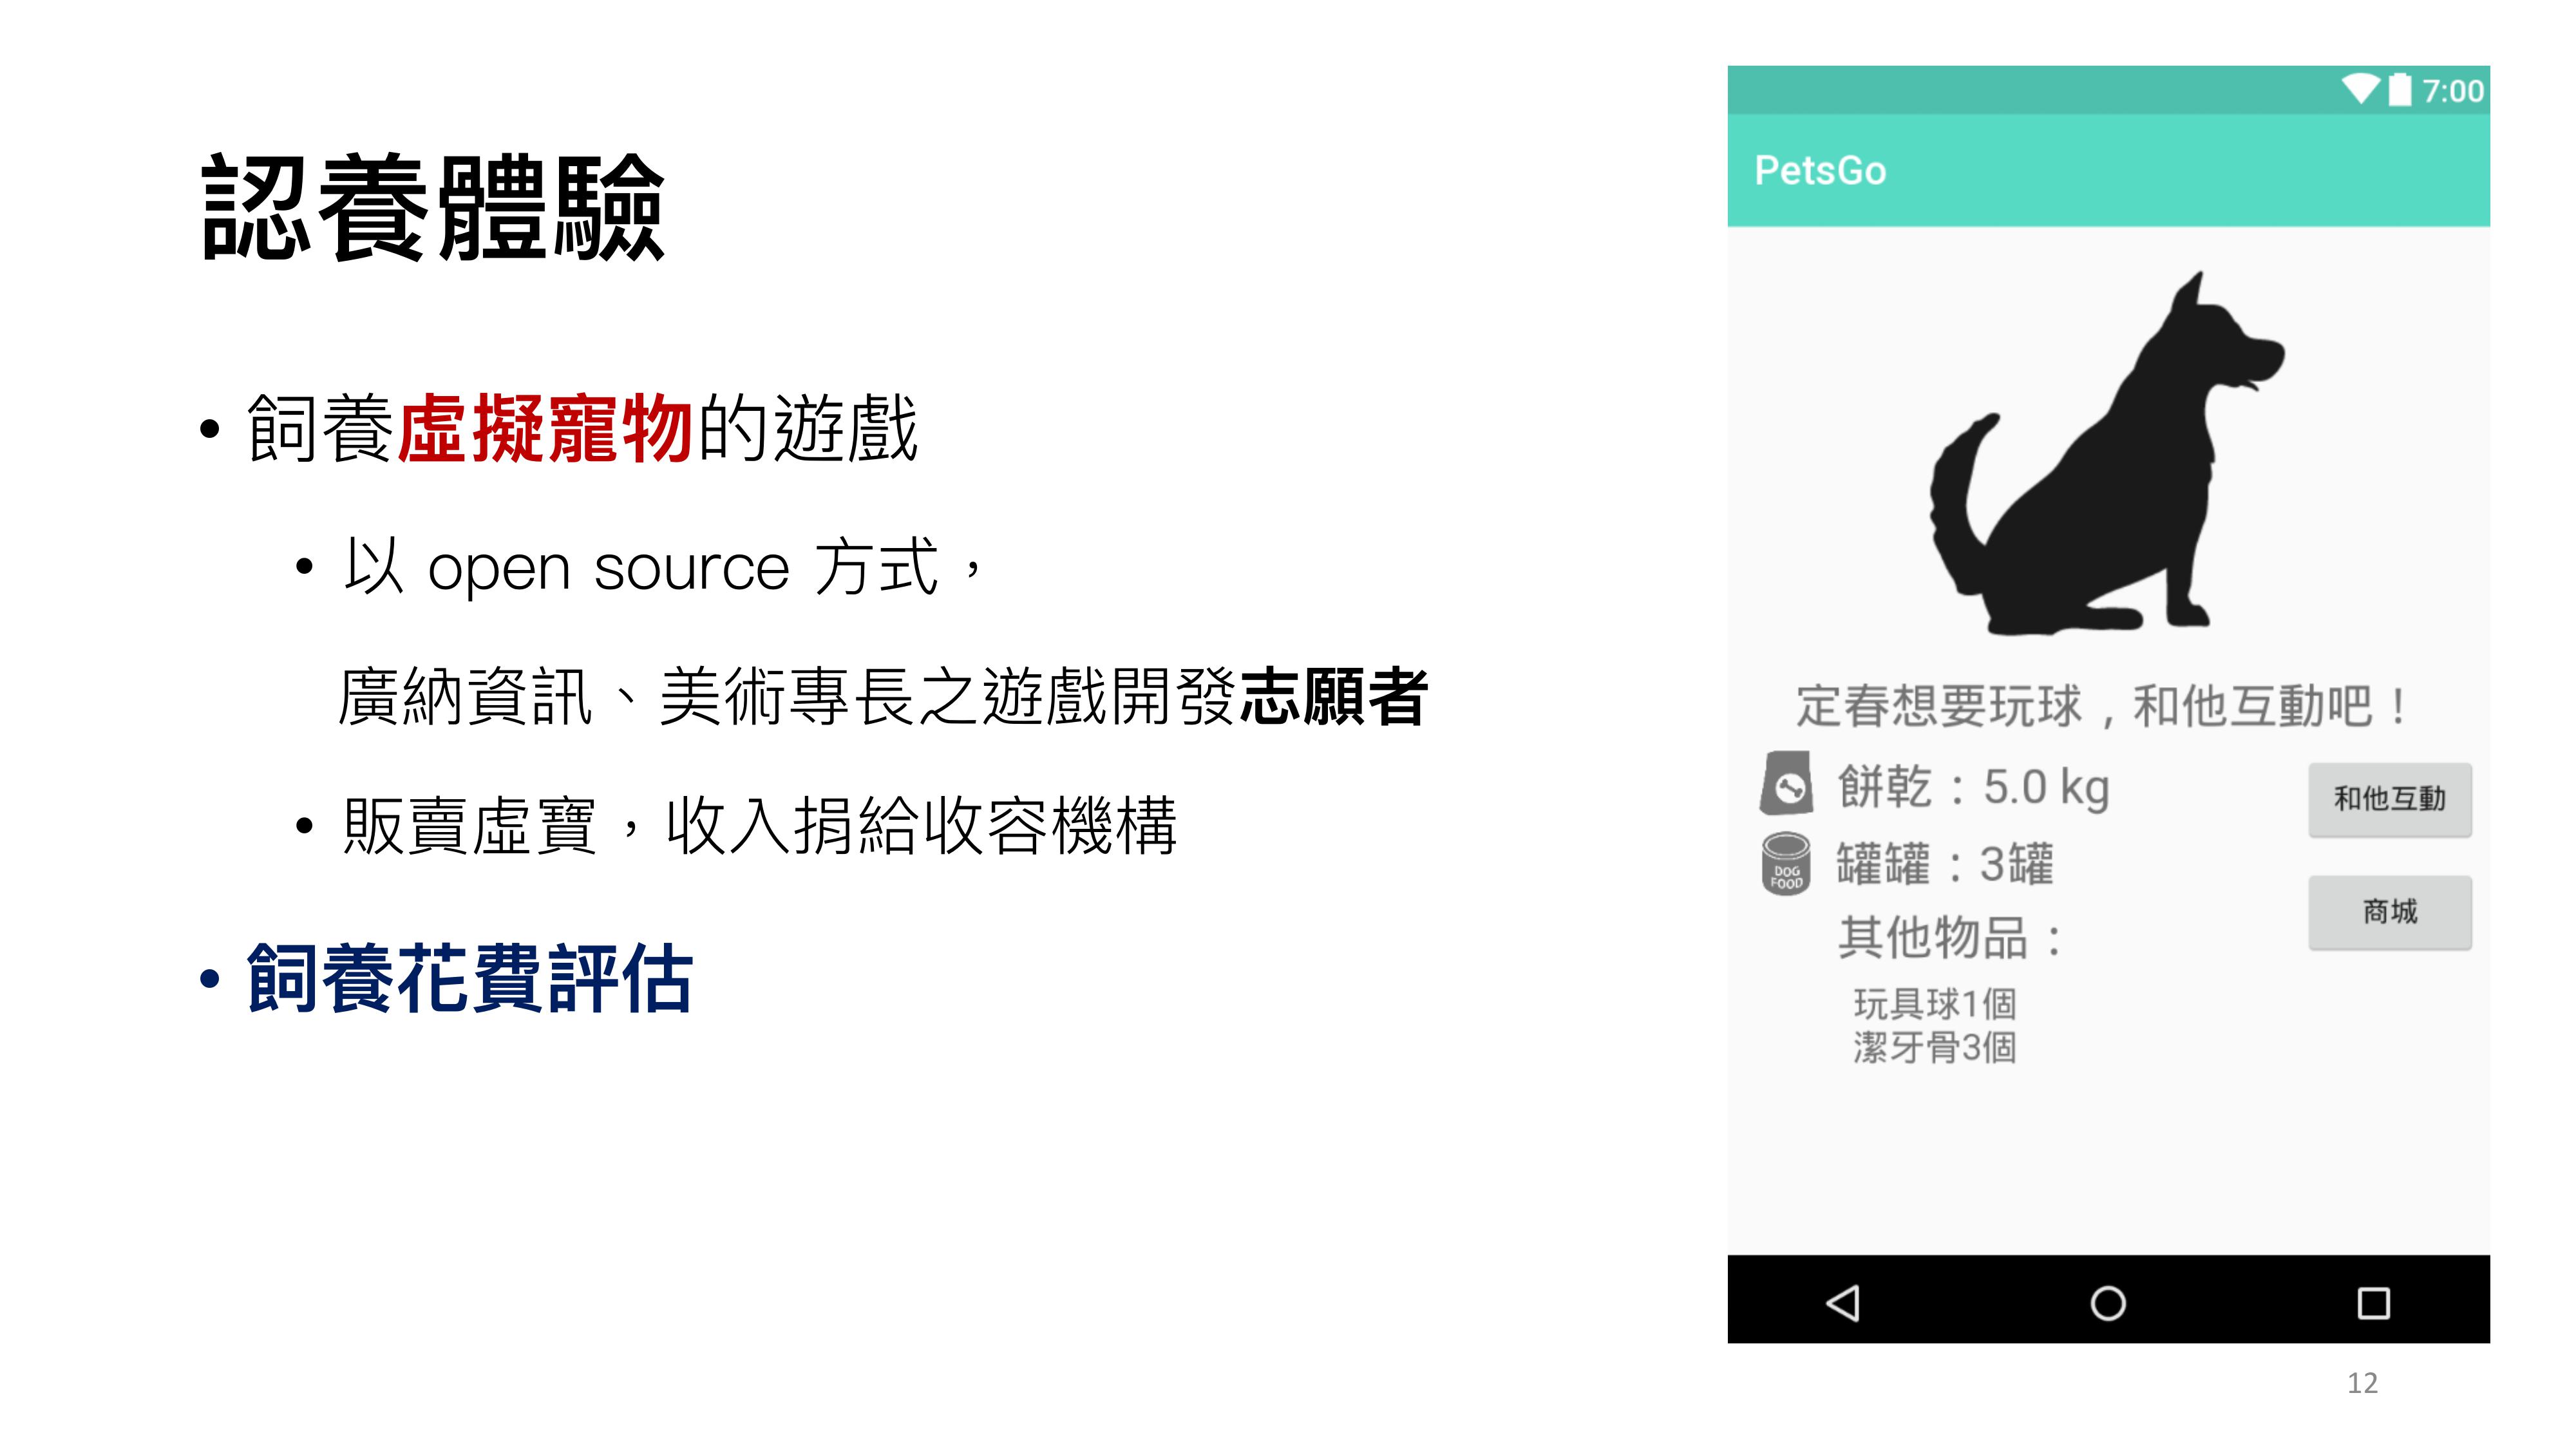 認養體驗
• 飼養虛擬寵物的遊戲
• 以 open source 方式，
廣納資訊、美術專長之遊戲開發志願者
• 販賣虛寶，收入捐給收容機構
• 飼養花費評估
7:00
PetsGo
定春想要玩球，和他互動吧！
餅乾：5.0 kg
和他互動
DOG
FOOD
罐罐：3罐
商城
其他物品：
玩具球1個
潔牙骨3個
12